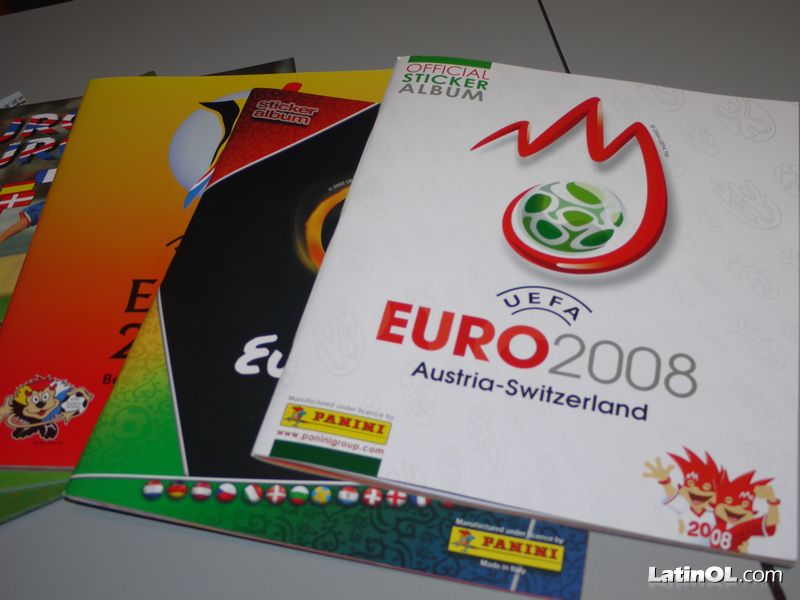 OFFICIAL
STICKER
ALBUM
UEFA
EURO2008
Austria-Switzerland
Manufactured under licence by
PANINI
www.paninigroup.com
2008
sticker
album
Manufactured under licence by
PANINI
Made in Italy
LatinOL.com